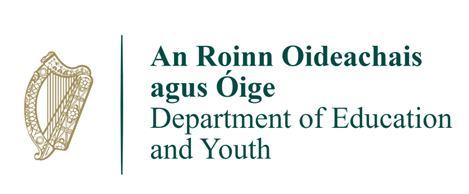 An Roinn Oideachais
agus Óige
Department of Education
and Youth